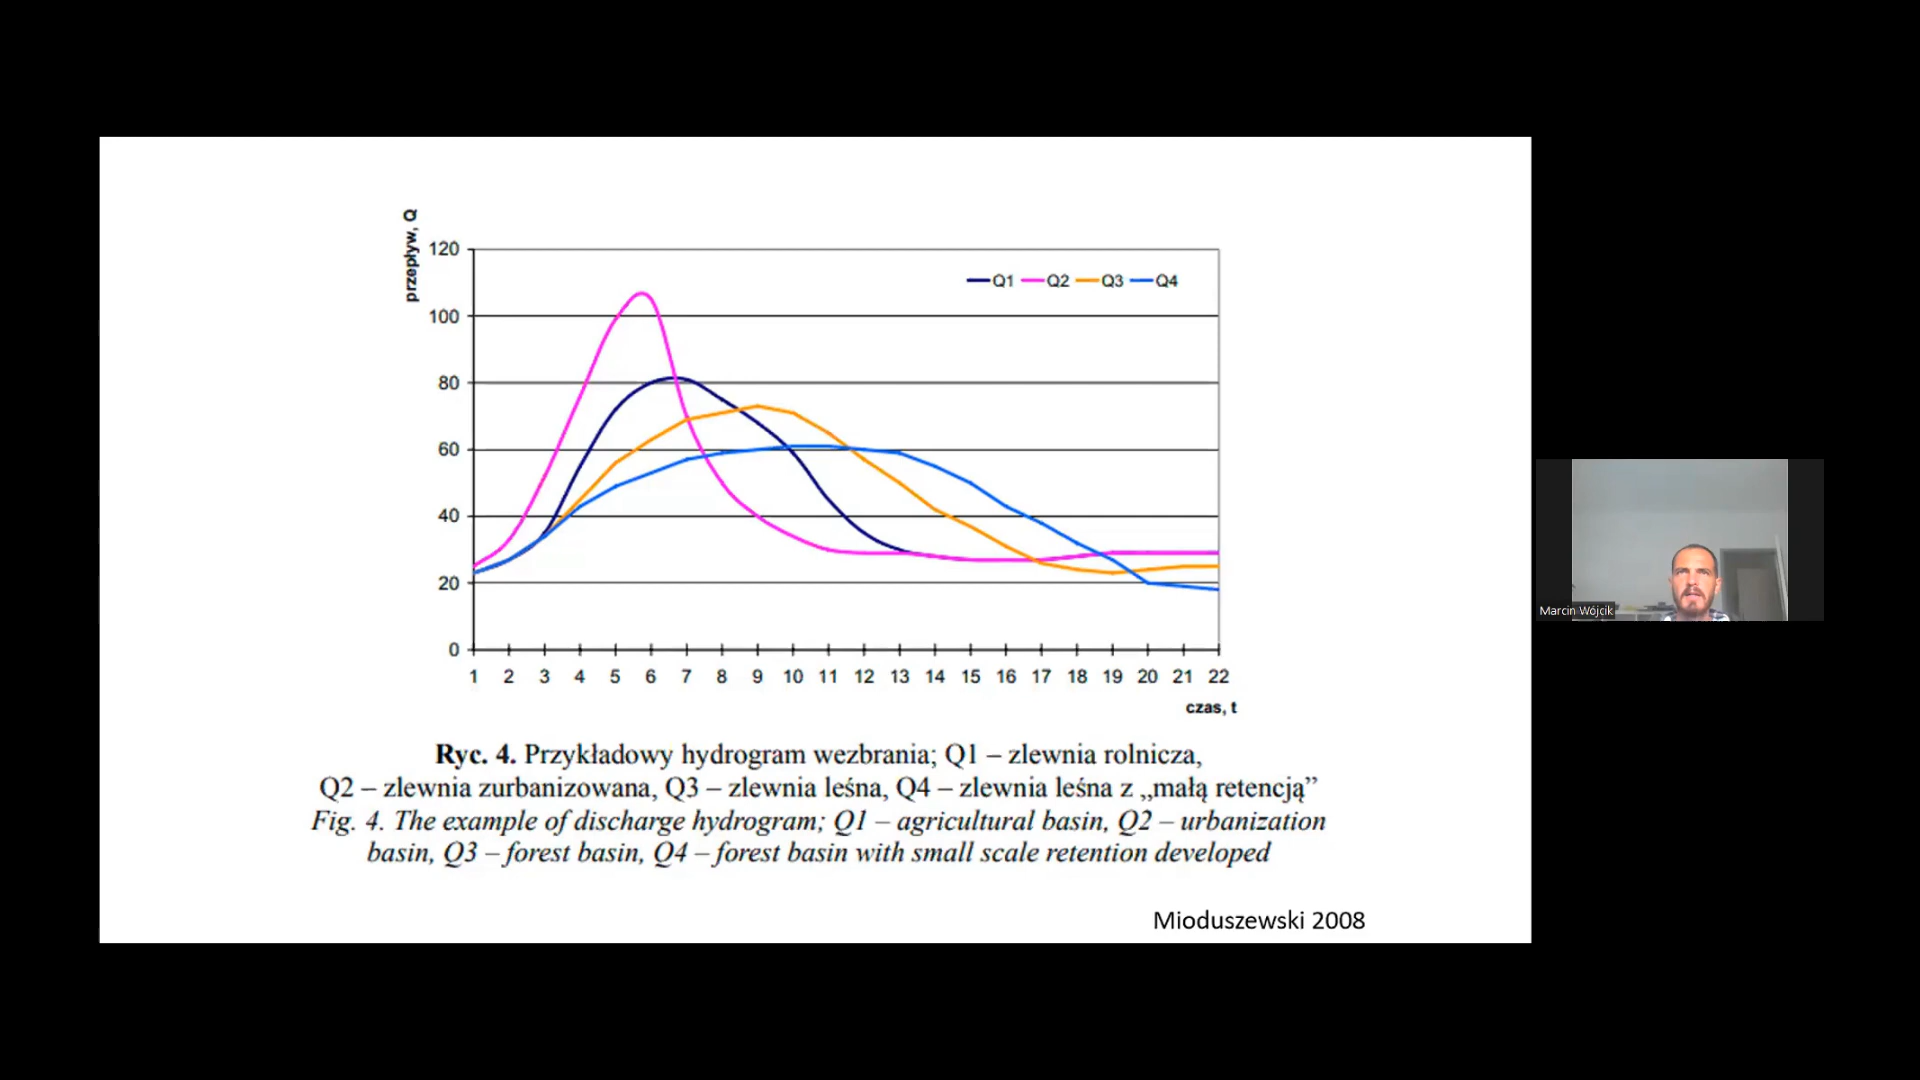 przepływ, Q
120
100
80
60
40
20
0
Q1 Q2 Q3 Q4
1 2 3 4 5 6 7 8 9 10 11 12 13 14 15 16 17 18 19 20 21 22
czas, t
Ryc. 4. Przykładowy hydrogram wezbrania; Q1 – zlewnia rolnicza,
Q2 – zlewnia zurbanizowana, Q3 – zlewnia leśna, Q4 – zlewnia leśna z „małą retencją”
Fig. 4. The example of discharge hydrogram; Q1 – agricultural basin, Q2 – urbanization
basin, Q3 – forest basin, Q4 – forest basin with small scale retention developed
Mioduszewski 2008
Marcin Wójcik